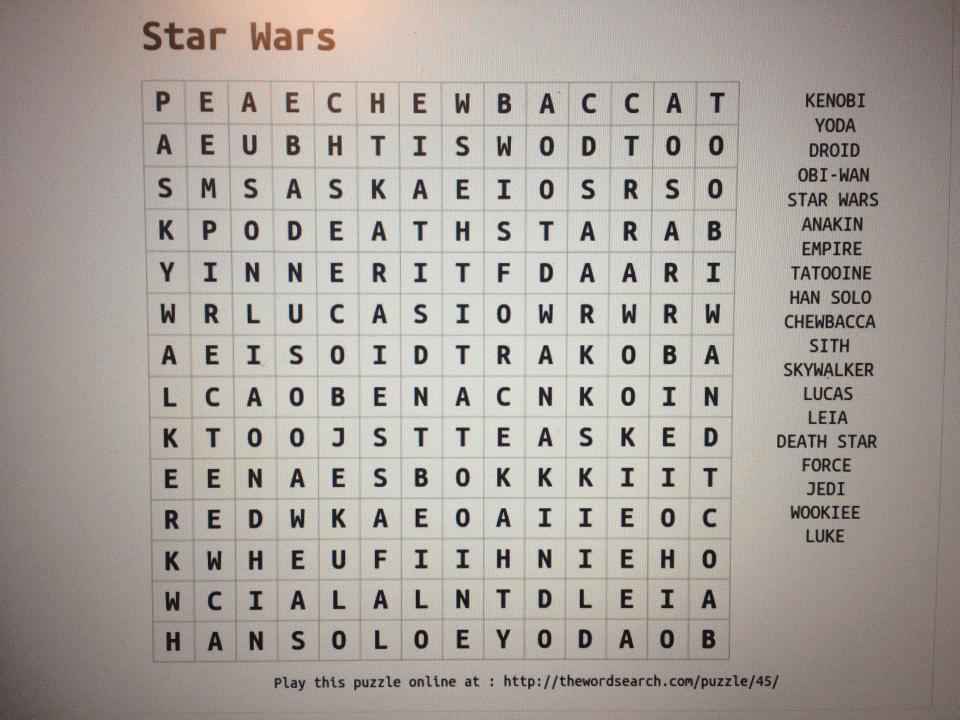 Star Wars
P E A E C H E W B A C C A T
A E U B H T I S W O D T O O
S M S A S K A E I O S R S O
K P O D E A T H S T A R A B
Y I N N E R I T F D A A R I
W R L U C A S I O W R W R W
A E I S O I D T R A K O B A
L C A O B E N A C N K O I N
K T O O J S T T E A S K E D
E E N A E S B O K K K I I T
R E D W K A E O A I I E O C
K W H E U F I I H N I E H O
W C I A L A L N T D L E I A
H A N S O L O E Y O D A O B
KENOBI
YODA
DROID
OBI-WAN
STAR WARS
ANAKIN
EMPIRE
TATOOINE
HAN SOLO
CHEWBACCA
SITH
SKYWALKER
LUCAS
LEIA
DEATH STAR
FORCE
JEDI
WOOKIEE
LUKE
Play this puzzle online at : http://thewordsearch.com/puzzle/45/